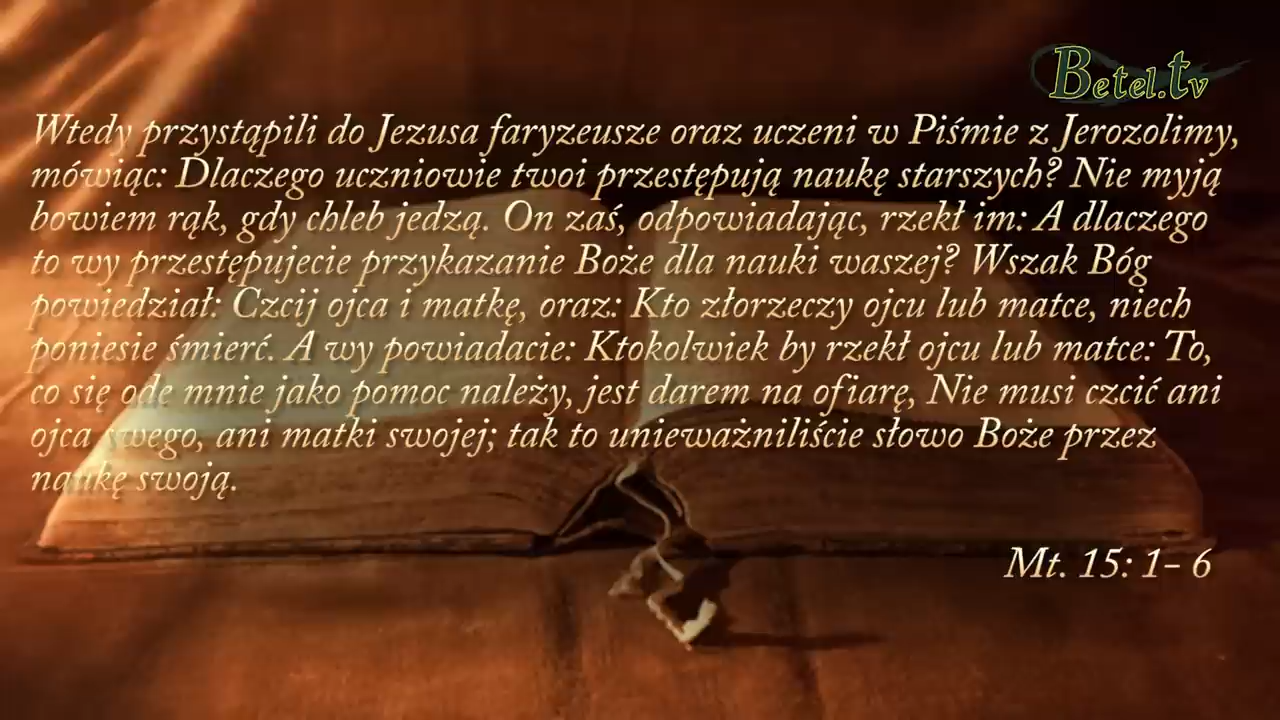 Betel.tv
Wtedy przystąpili do Jezusa faryzeusze oraz uczeni w Piśmie z Jerozolimy,
mówiąc: Dlaczego uczniowie twoi przestępują naukę starszych? Nie myją
bowiem rąk, gdy chleb jedzą. On zaś, odpowiadając, rzekł im: A dlaczego
to wy przestępujecie przykazanie Boże dla nauki waszej? Wszak Bóg
powiedział: Czcij ojca i matkę, oraz: Kto złorzeczy ojcu lub matce, niech
poniesie śmierć. A wy powiadacie: Ktokolwiek by rzekł ojcu lub matce: To,
co się ode mnie jako pomoc należy, jest darem na ofiarę, Nie musi czcić ani
ojca swego, ani matki swojej; tak to unieważniliście słowo Boże przez
naukę swoją.
Mt. 15: 1- 6